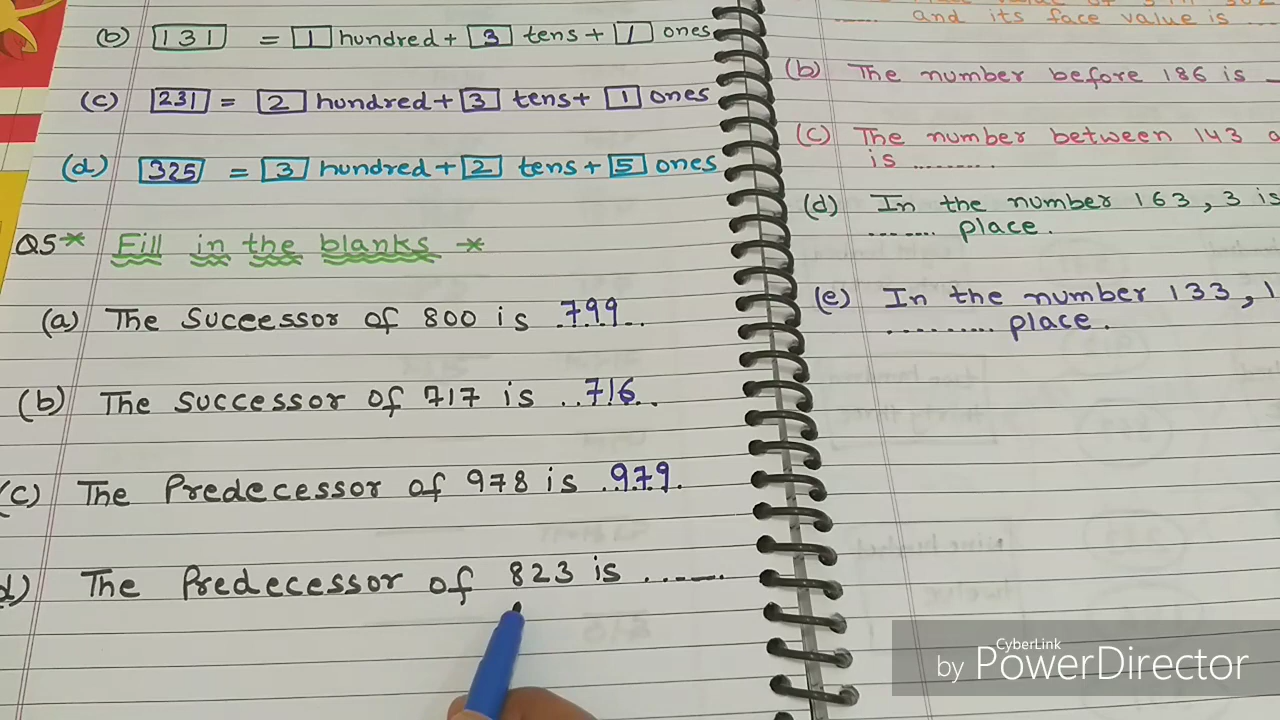 (b) 131 = 1 hundred + 3 tens + 1 ones
(c) 231 = 2 hundred + 3 tens + 1 ones
(d) 325 = 3 hundred + 2 tens + 5 ones
Q5* Fill in the blanks *
(a) The Successor of 800 is .799..
(b) The successor of 717 is ..716..
(c) The Predecessor of 978 is .979.
d) The Predecessor of 823 is .......
....... and its face value is ....
(b) The number before 186 is _
(c) The number between 143
is .........
(d) In the number 163, 3 is
....... place.
(e) In the number 133, 1
.......... place.
CyberLink
by PowerDirector